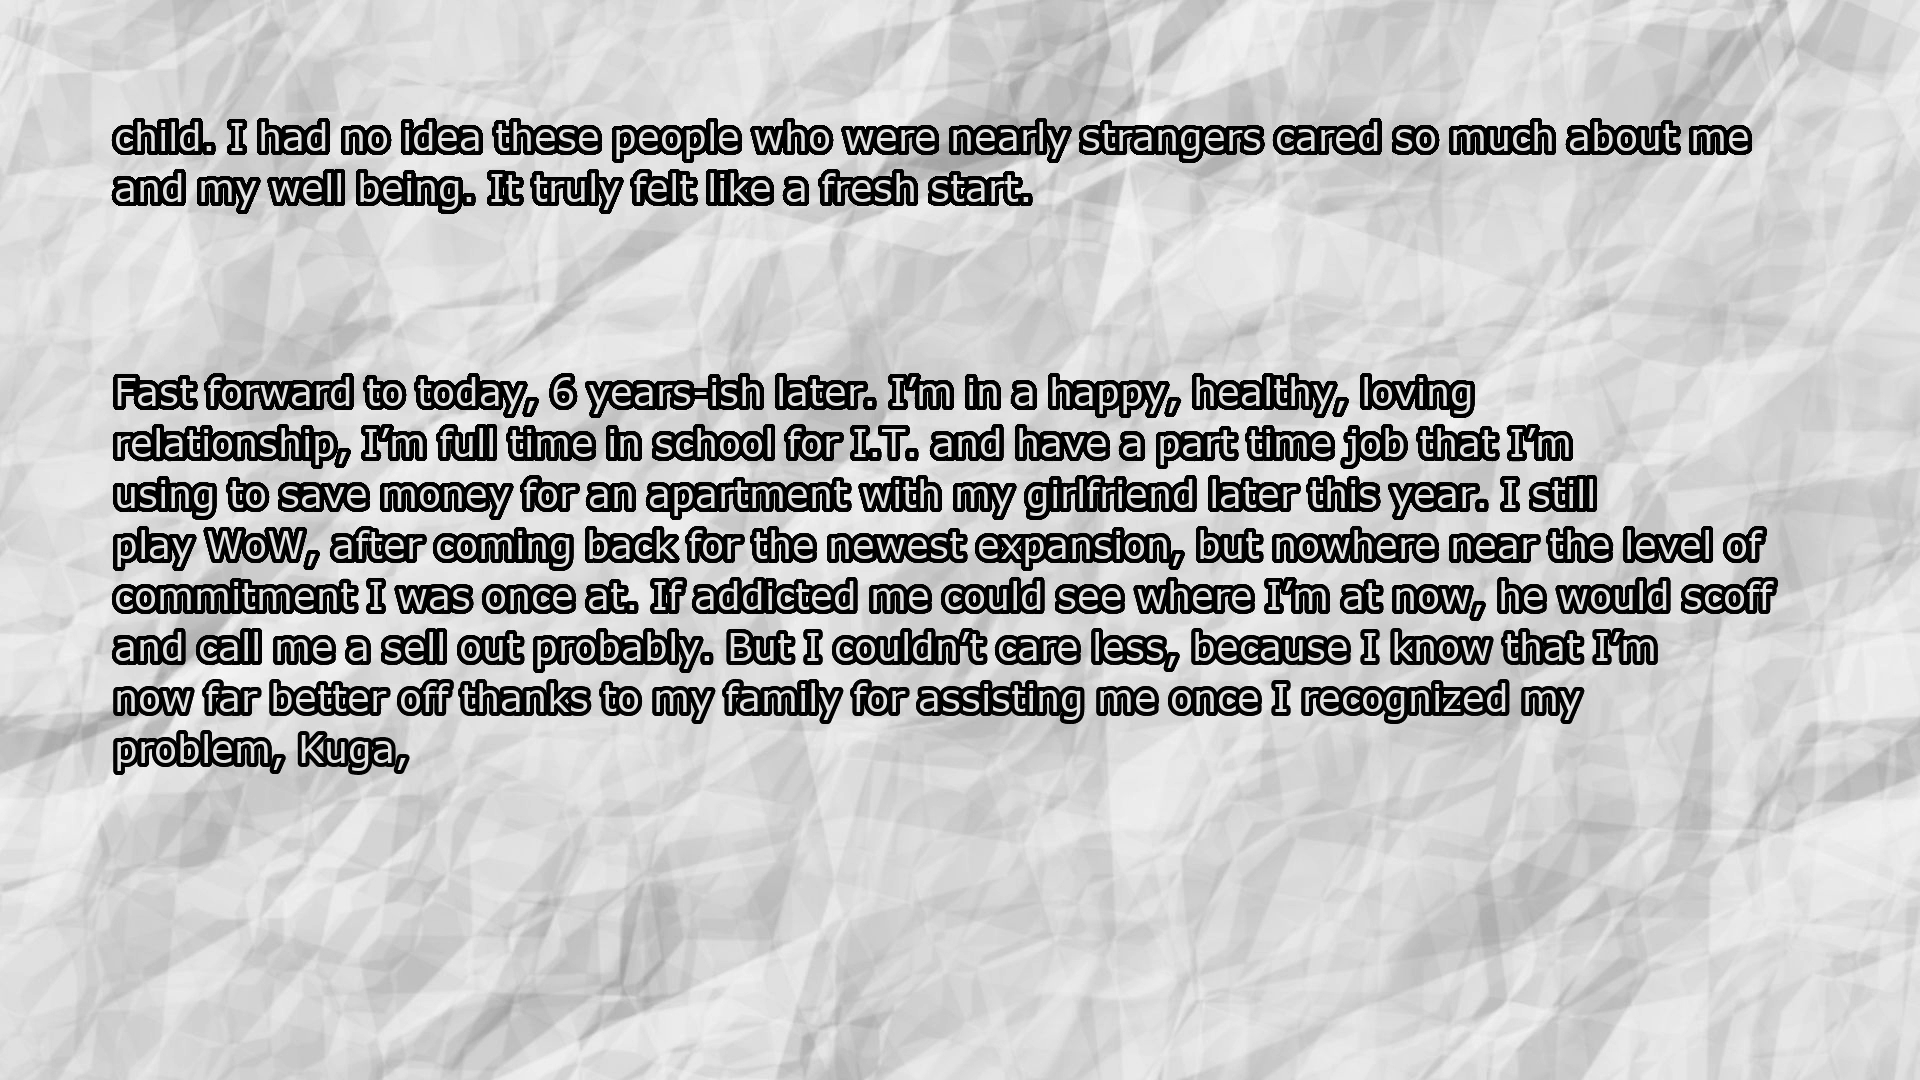 child. I had no idea these people who were nearly strangers cared so much about me
and my well being. It truly felt like a fresh start.
Fast forward to today, 6 years-ish later. I’m in a happy, healthy, loving
relationship, I’m full time in school for I.T. and have a part time job that I’m
using to save money for an apartment with my girlfriend later this year. I still
play WoW, after coming back for the newest expansion, but nowhere near the level of
commitment I was once at. If addicted me could see where I’m at now, he would scoff
and call me a sell out probably. But I couldn’t care less, because I know that I’m
now far better off thanks to my family for assisting me once I recognized my
problem, Kuga,